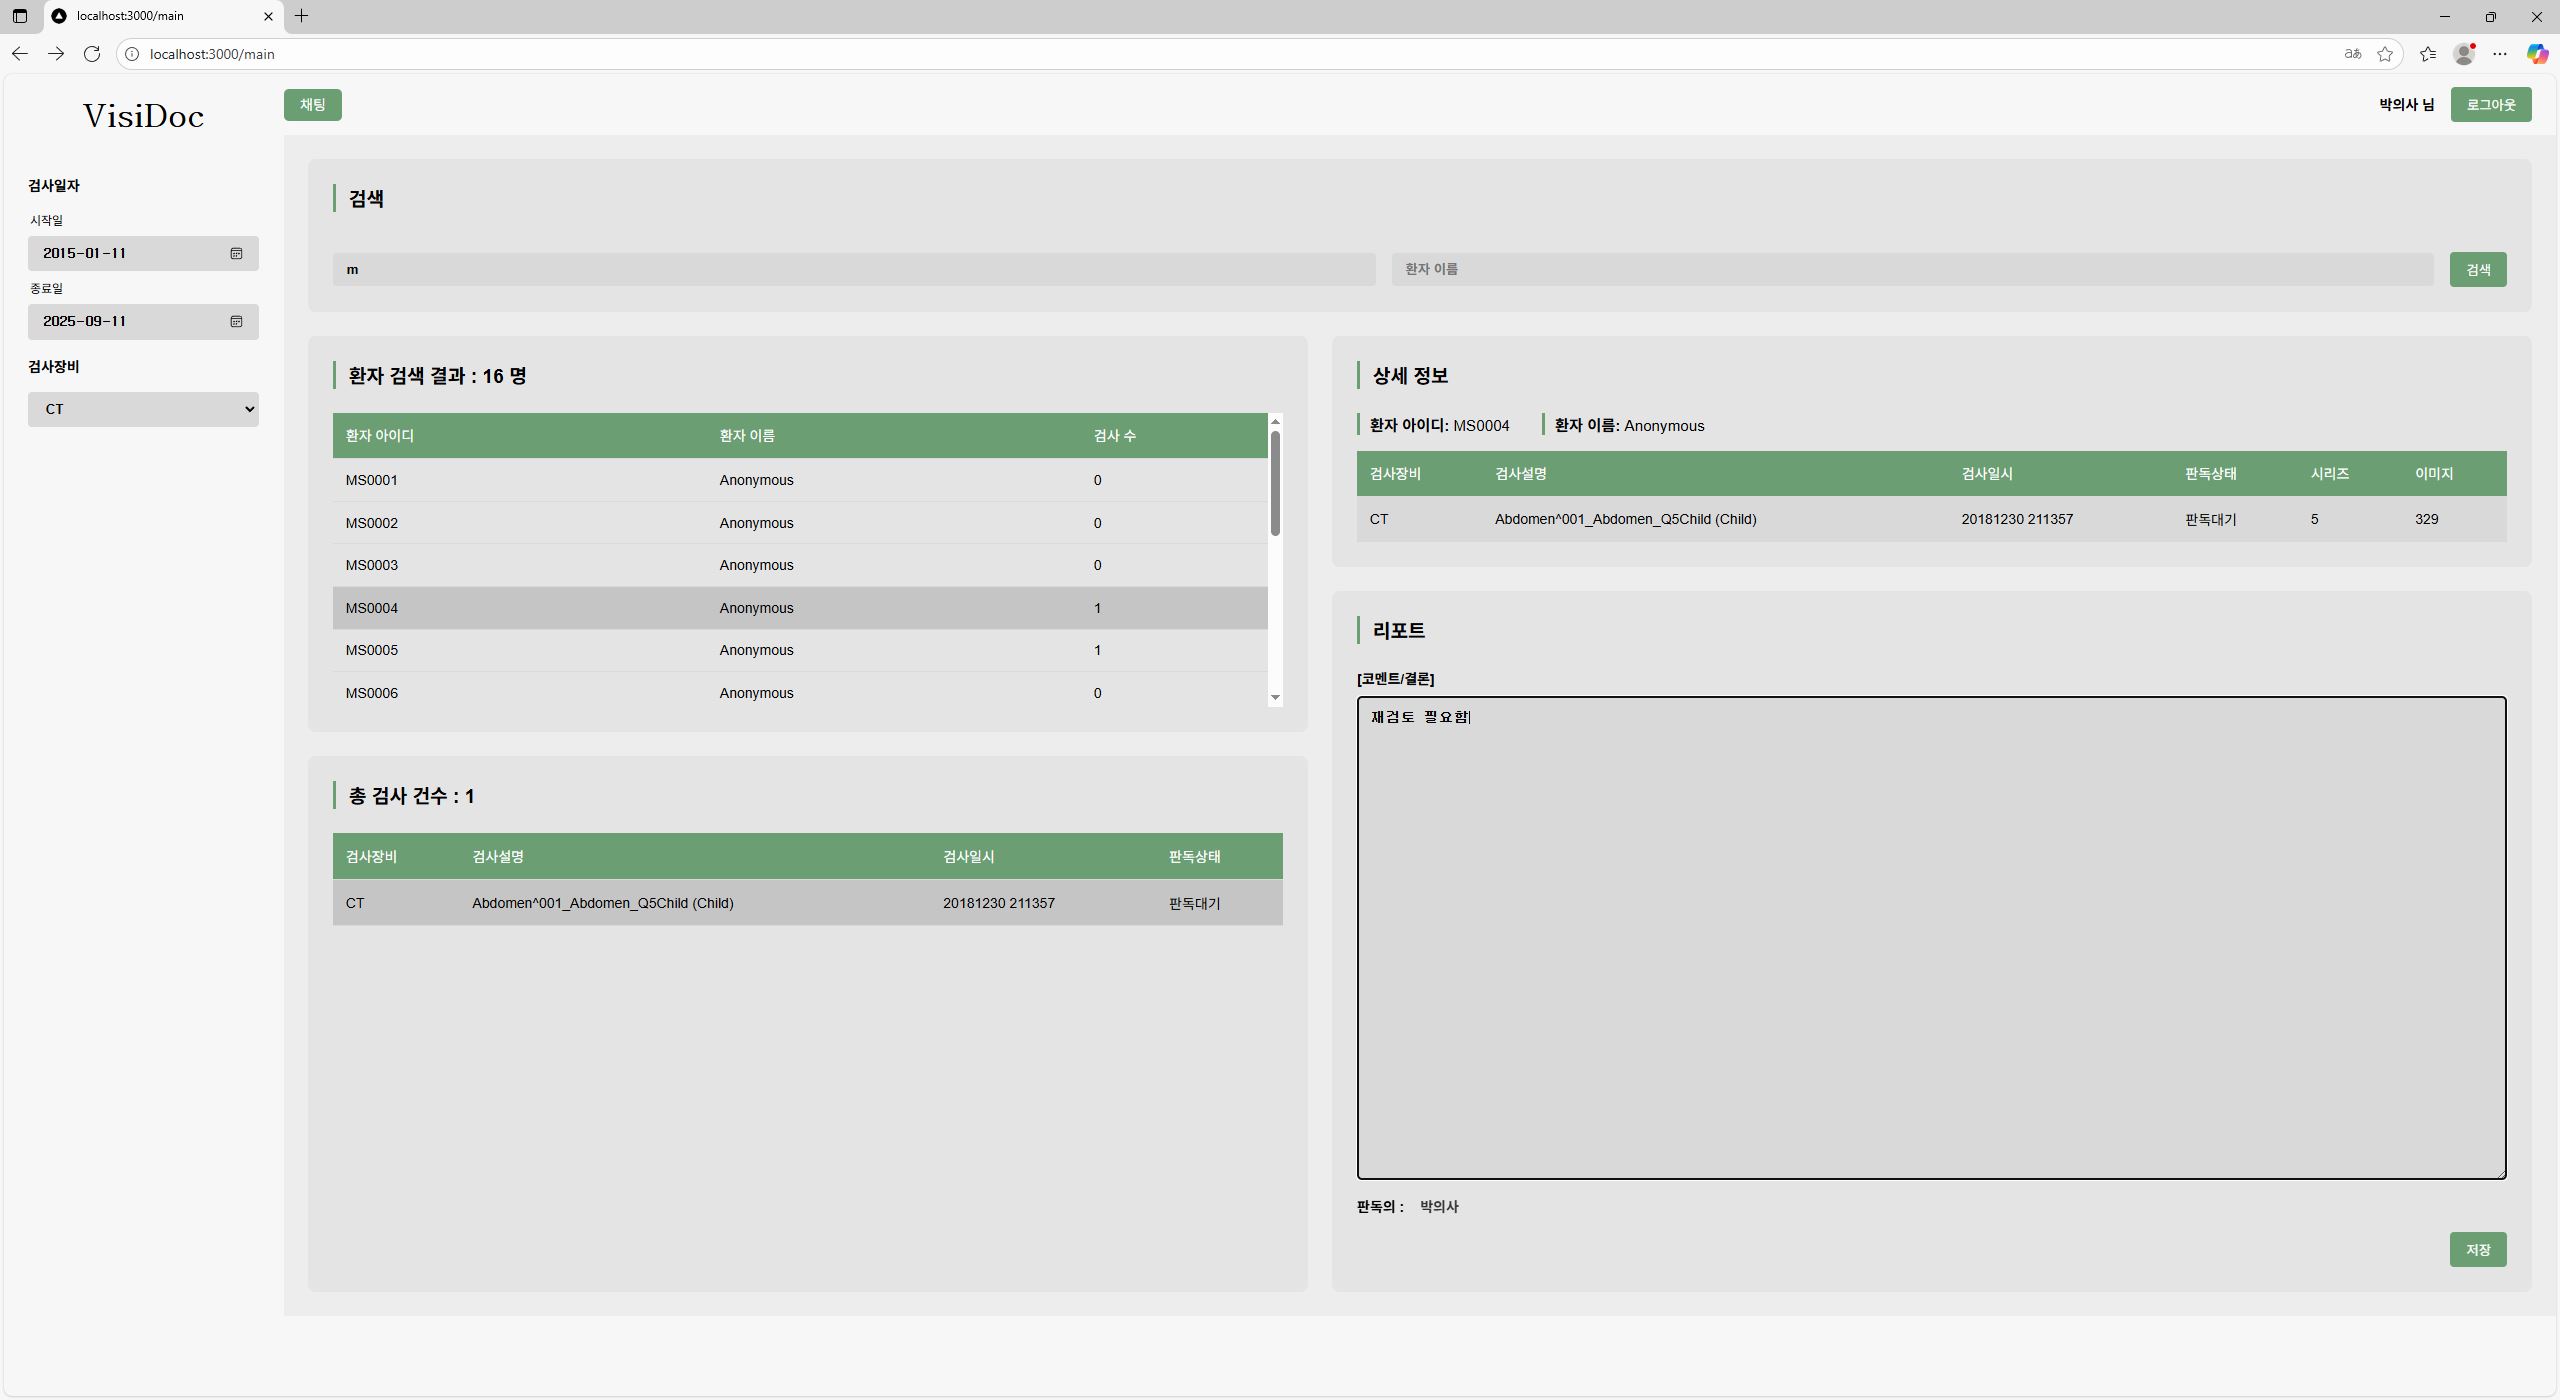 localhost:3000/main
localhost:3000/main
VisiDoc
채팅
박의사 님
로그아웃
검사일자
시작일
2015-01-11
종료일
2025-09-11
검사장비
CT
검색
m
환자 이름
검색
환자 검색 결과 : 16 명
환자 아이디 환자 이름 검사 수
MS0001 Anonymous 0
MS0002 Anonymous 0
MS0003 Anonymous 0
MS0004 Anonymous 1
MS0005 Anonymous 1
MS0006 Anonymous 0
총 검사 건수 : 1
검사장비 검사설명 검사일시 판독상태
CT Abdomen^001_Abdomen_Q5Child (Child) 20181230 211357 판독대기
상세 정보
환자 아이디: MS0004 환자 이름: Anonymous
검사장비 검사설명 검사일시 판독상태 시리즈 이미지
CT Abdomen^001_Abdomen_Q5Child (Child) 20181230 211357 판독대기 5 329
리포트
[코멘트/결론]
재검토 필요함
판독의 : 박의사
저장